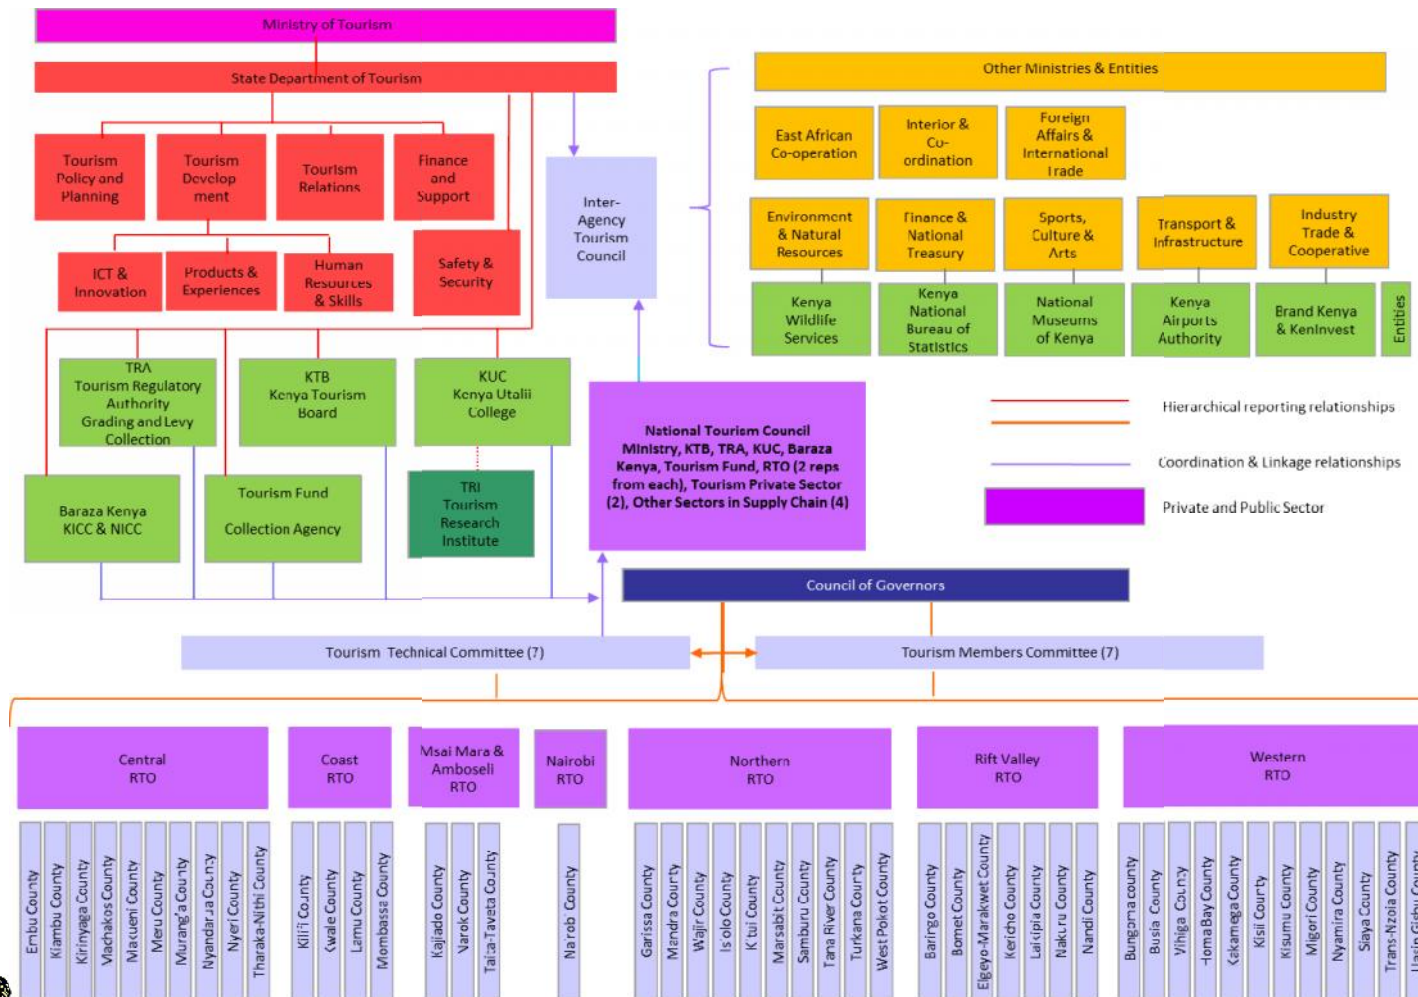 Ministry of Tourism
State Department of Tourism
Other Ministries & Entities
Tourism
Policy and
Planning
Tourism
Develop
ment
Tourism
Relations
Finance
and
Support
ICT &
Innovation
Products &
Experiences
Human
Resources
& Skills
Safety &
Security
Inter-
Agency
Tourism
Council
East African
Co-operation
Interior &
Co-
ordination
Foreign
Affairs &
International
Trade
Environment
& Natural
Resources
Finance &
National
Treasury
Sports,
Culture &
Arts
Transport &
Infrastructure
Industry
Trade &
Cooperative
Kenya
Wildlife
Services
Kenya
National
Bureau of
Statistics
National
Museums
of Kenya
Kenya
Airports
Authority
Brand Kenya
& KenInvest
Entities
TRA
Tourism Regulatory
Authority
Grading and Levy
Collection
KTB
Kenya Tourism
Board
KUC
Kenya Utalii
College
Baraza Kenya
KICC & NICC
Tourism Fund
Collection Agency
TRI
Tourism
Research
Institute
National Tourism Council
Ministry, KTB, TRA, KUC, Baraza
Kenya, Tourism Fund, RTO (2 reps
from each), Tourism Private Sector
(2), Other Sectors in Supply Chain (4)
Hierarchical reporting relationships
Coordination & Linkage relationships
Private and Public Sector
Council of Governors
Tourism Technical Committee (7)
Tourism Members Committee (7)
Central
RTO
Coast
RTO
Msai Mara &
Amboseli
RTO
Nairobi
RTO
Northern
RTO
Rift Valley
RTO
Western
RTO
Embu County
Kiambu County
Kirinyaga County
Machakos County
Macueni County
Meru County
Murang'a County
Nyandarua County
Nyeri County
Tharaka-Nithi County
Kilifi County
Kwale County
Lamu County
Mombassa County
Kajiado County
Narok County
Taita-Taveta County
Nairobi County
Garissa County
Mandra County
Wajir County
Isiolo County
Kitui County
Marsabit County
Samburu County
Tana River County
Turkana County
West Pokot County
Baringo County
Bomet County
Elgeyo-Marakwet County
Kericho County
Laikipia County
Nakuru County
Nandi County
Bungoma County
Busia County
Vihiga County
Homa Bay County
Kakamega County
Kisii County
Kisumu County
Migori County
Nyamira County
Siaya County
Trans-Nzoia County
Uasin Gishu County